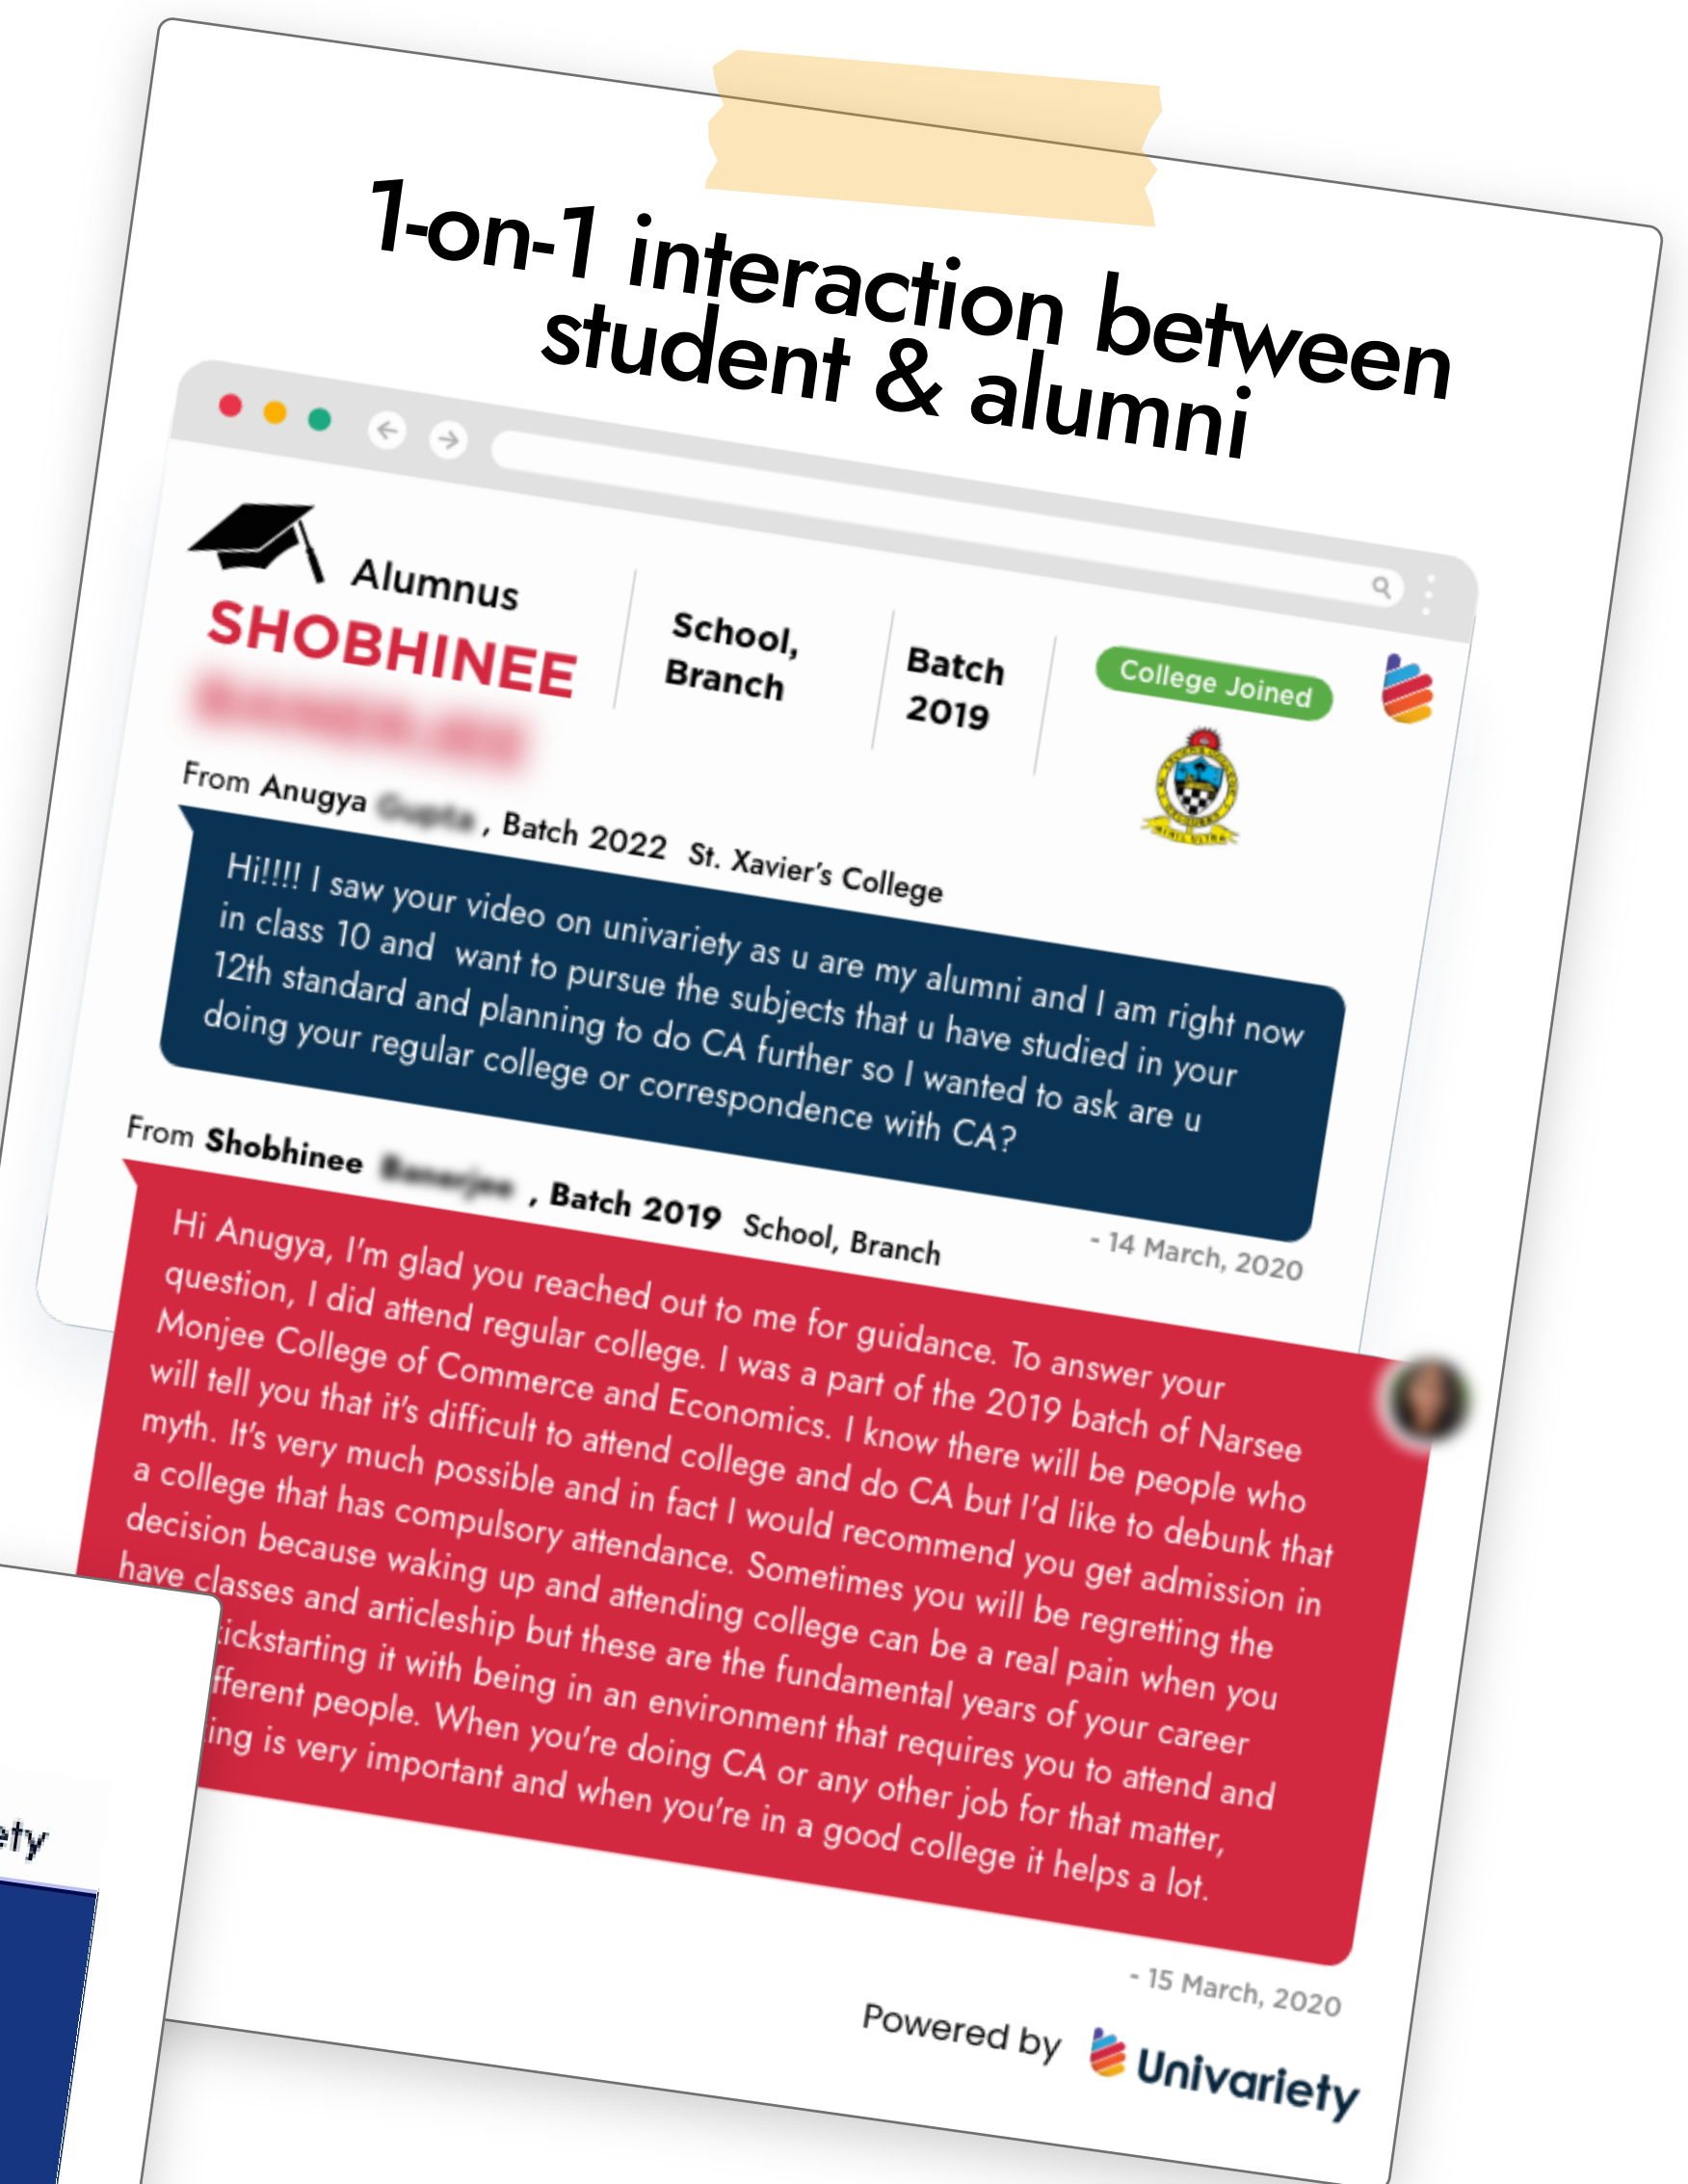 1-on-1 interaction between
student & alumni
Alumnus
SHOBHINEE
School,
Branch
Batch
2019
College Joined
NIHIL ULTRA
From Anugya , Batch 2022 St. Xavier's College
Hi!!!! I saw your video on univariety as u are my alumni and I am right now
in class 10 and want to pursue the subjects that u have studied in your
12th standard and planning to do CA further so I wanted to ask are u
doing your regular college or correspondence with CA?
- 14 March, 2020
From Shobhinee , Batch 2019 School, Branch
Hi Anugya, I'm glad you reached out to me for guidance. To answer your
question, I did attend regular college. I was a part of the 2019 batch of Narsee
Monjee College of Commerce and Economics. I know there will be people who
will tell you that it's difficult to attend college and do CA but I'd like to debunk that
myth. It's very much possible and in fact I would recommend you get admission in
a college that has compulsory attendance. Sometimes you will be regretting the
decision because waking up and attending college can be a real pain when you
have classes and articleship but these are the fundamental years of your career
ickstarting it with being in an environment that requires you to attend and
fferent people. When you're doing CA or any other job for that matter,
ing is very important and when you're in a good college it helps a lot.
- 15 March, 2020
Powered by Univariety
ety